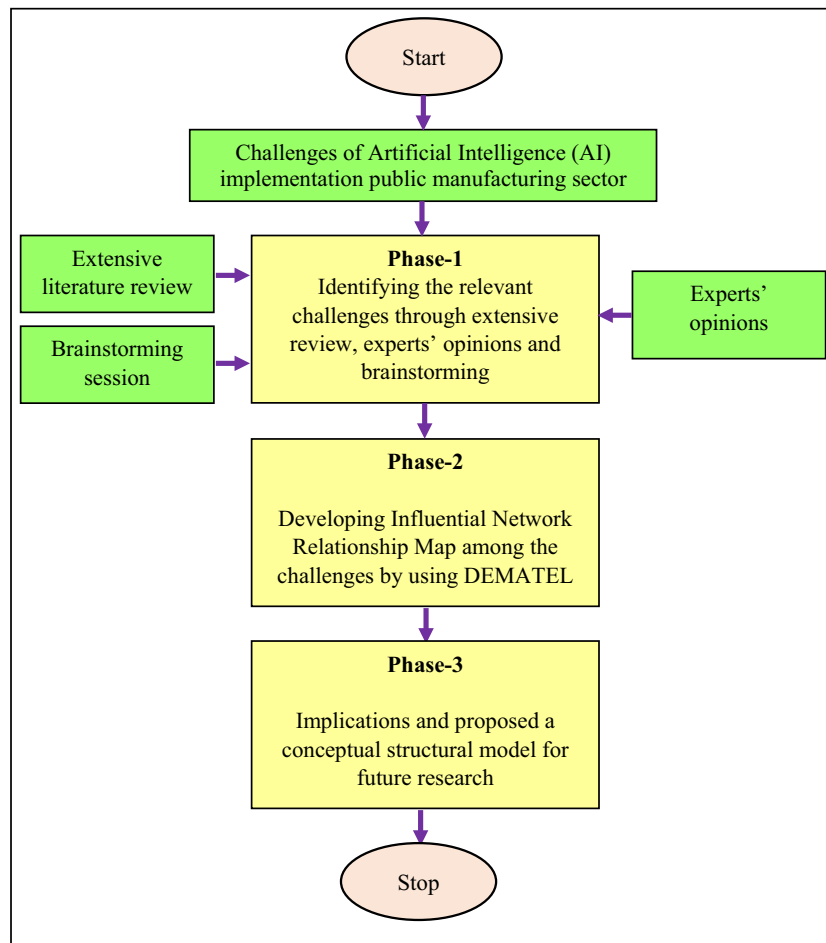 Start
Challenges of Artificial Intelligence (AI)
implementation public manufacturing sector
Extensive
literature review
Brainstorming
session
Phase-1
Identifying the relevant
challenges through extensive
review, experts’ opinions and
brainstorming
Experts’
opinions
Phase-2
Developing Influential Network
Relationship Map among the
challenges by using DEMATEL
Phase-3
Implications and proposed a
conceptual structural model for
future research
Stop